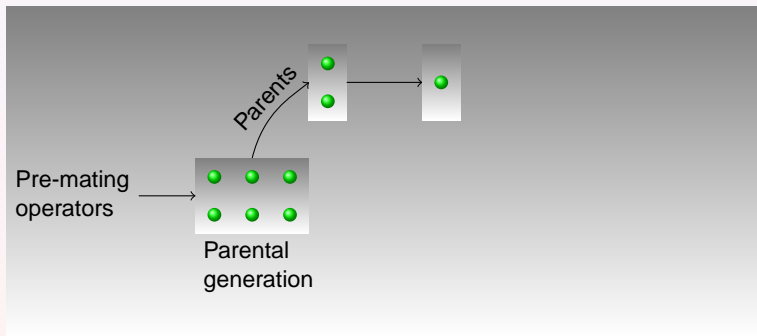 Parents
Pre-mating
operators
Parental
generation